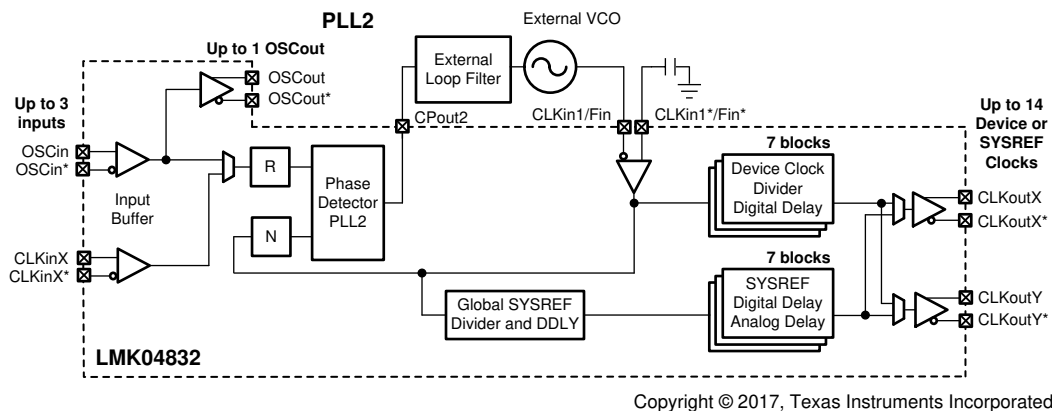 PLL2
External VCO
Up to 1 OSCout
OSCout
OSCout*
External
Loop Filter
Up to 3
inputs
CPout2
CLKin1/Fin
CLKin1*/Fin*
Up to 14
Device or
SYSREF
Clocks
OSCin
OSCin*
Input
Buffer
R
N
Phase
Detector
PLL2
7 blocks
Device Clock
Divider
Digital Delay
CLKoutX
CLKoutX*
CLKinX
CLKinX*
7 blocks
Global SYSREF
Divider and DDLY
SYSREF
Digital Delay
Analog Delay
CLKoutY
CLKoutY*
LMK04832
Copyright © 2017, Texas Instruments Incorporated